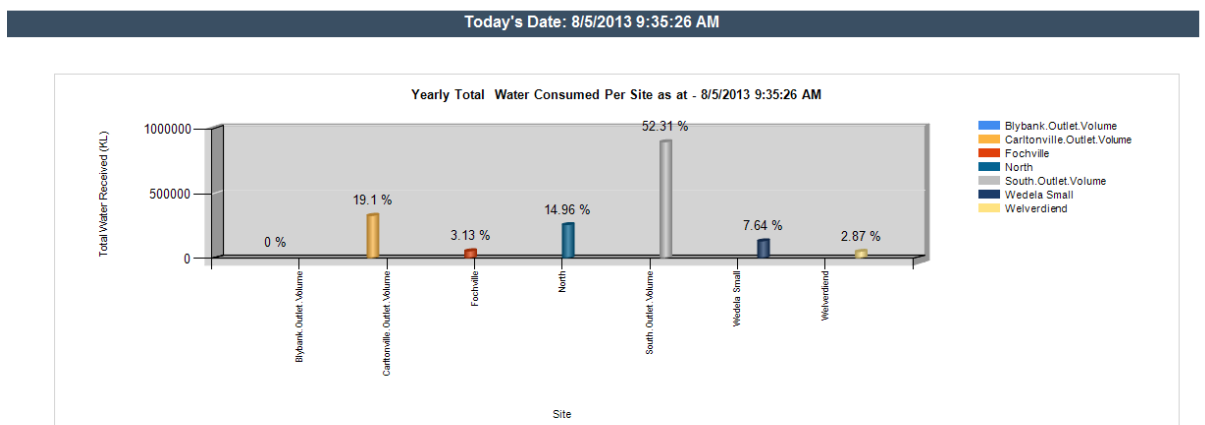 Today's Date: 8/5/2013 9:35:26 AM
Yearly Total Water Consumed Per Site as at - 8/5/2013 9:35:26 AM
Total Water Received (KL)
1000000
500000
0
0 %
19.1 %
3.13 %
14.96 %
52.31 %
7.64 %
2.87 %
Blybank.Outlet.Volume
Carltonville.Outlet.Volume
Fochville
North
South.Outlet.Volume
Wedela Small
Welverdiend
Site
Blybank.Outlet.Volume
Carltonville.Outlet.Volume
Fochville
North
South.Outlet.Volume
Wedela Small
Welverdiend